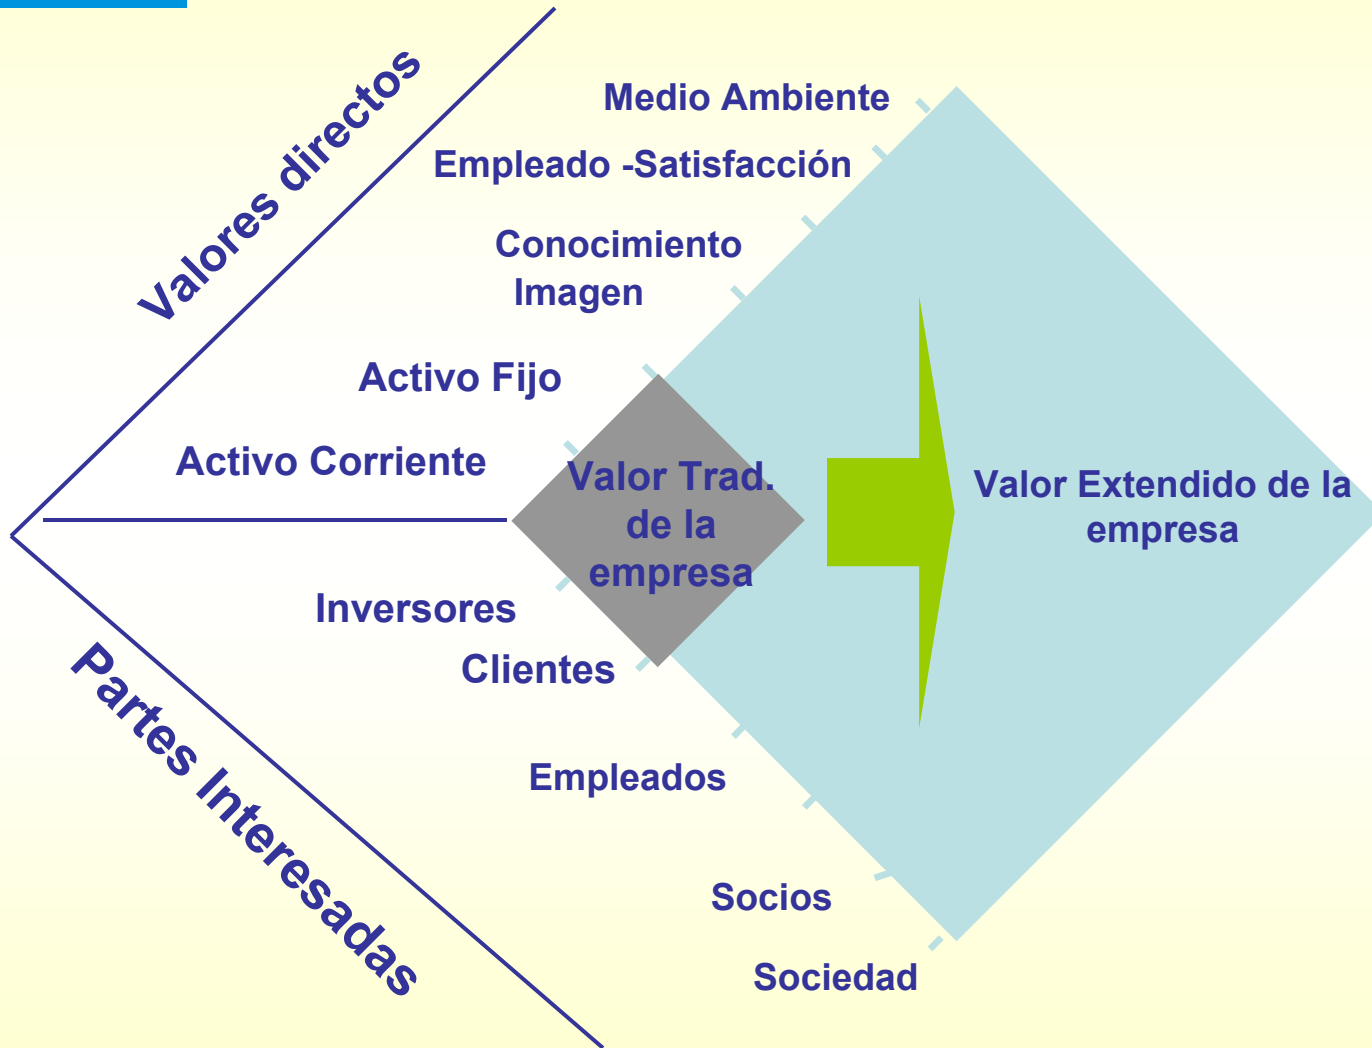 Valores directos
Medio Ambiente
Empleado -Satisfacción
Conocimiento
Imagen
Activo Fijo
Activo Corriente
Valor Trad.
de la
empresa
Valor Extendido de la
empresa
Inversores
Clientes
Partes Interesadas
Empleados
Socios
Sociedad